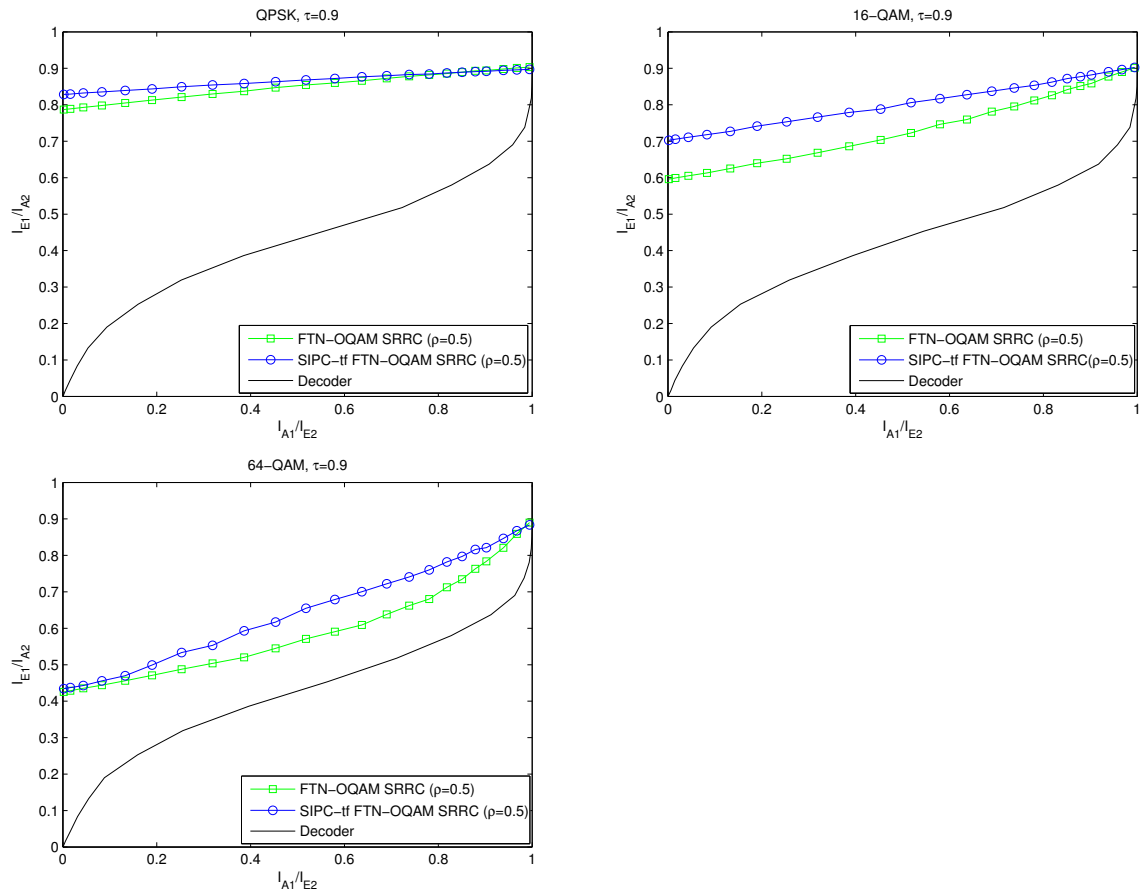 QPSK, τ=0.9
1
0.9
0.8
0.7
0.6
0.5
0.4
0.3
0.2
0.1
0
I_E1/I_A2
FTN−OQAM SRRC (ρ=0.5)
SIPC−tf FTN−OQAM SRRC (ρ=0.5)
Decoder
0 0.2 0.4 0.6 0.8 1
I_A1/I_E2
16−QAM, τ=0.9
1
0.9
0.8
0.7
0.6
0.5
0.4
0.3
0.2
0.1
0
I_E1/I_A2
FTN−OQAM SRRC (ρ=0.5)
SIPC−tf FTN−OQAM SRRC(ρ=0.5)
Decoder
0 0.2 0.4 0.6 0.8 1
I_A1/I_E2
64−QAM, τ=0.9
1
0.9
0.8
0.7
0.6
0.5
0.4
0.3
0.2
0.1
0
I_E1/I_A2
FTN−OQAM SRRC (ρ=0.5)
SIPC−tf FTN−OQAM SRRC (ρ=0.5)
Decoder
0 0.2 0.4 0.6 0.8 1
I_A1/I_E2